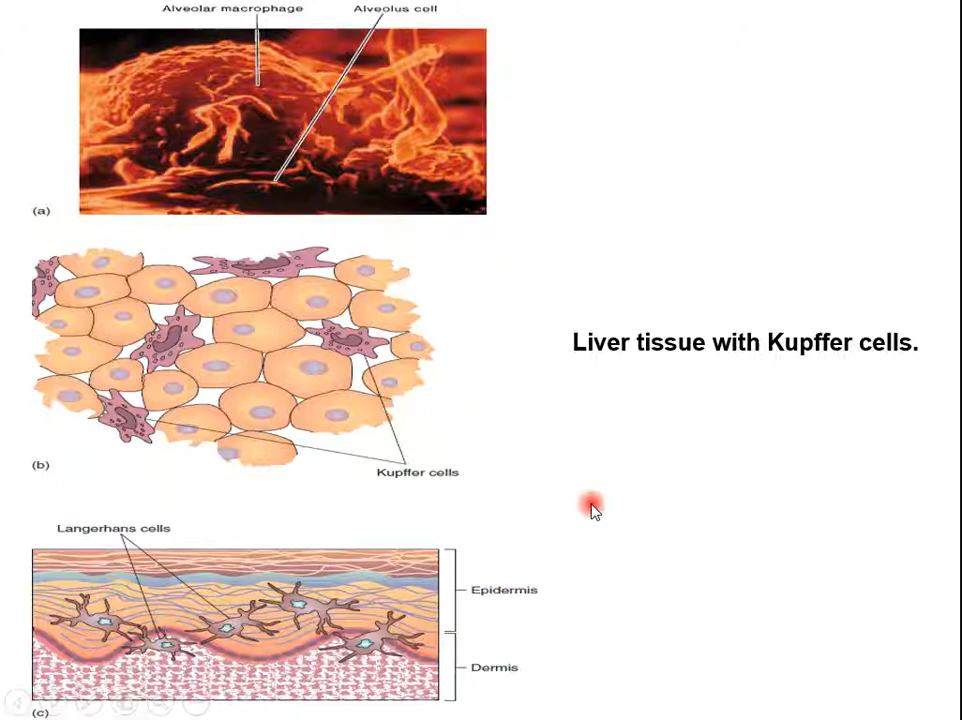 Alveolar macrophage Alveolus cell
(a)
Liver tissue with Kupffer cells.
(b)
Kupffer cells
Langerhans cells
Epidermis
Dermis
(c)